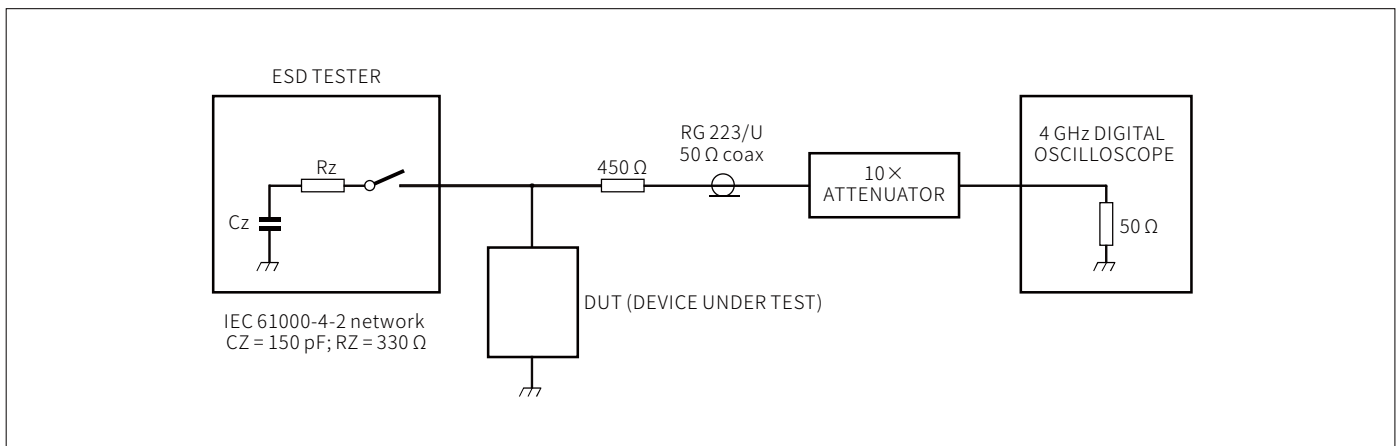 ESD TESTER
Rz
Cz
IEC 61000-4-2 network
CZ = 150 pF; RZ = 330 Ω
450 Ω
RG 223/U
50 Ω coax
DUT (DEVICE UNDER TEST)
10×
ATTENUATOR
4 GHz DIGITAL
OSCILLOSCOPE
50 Ω